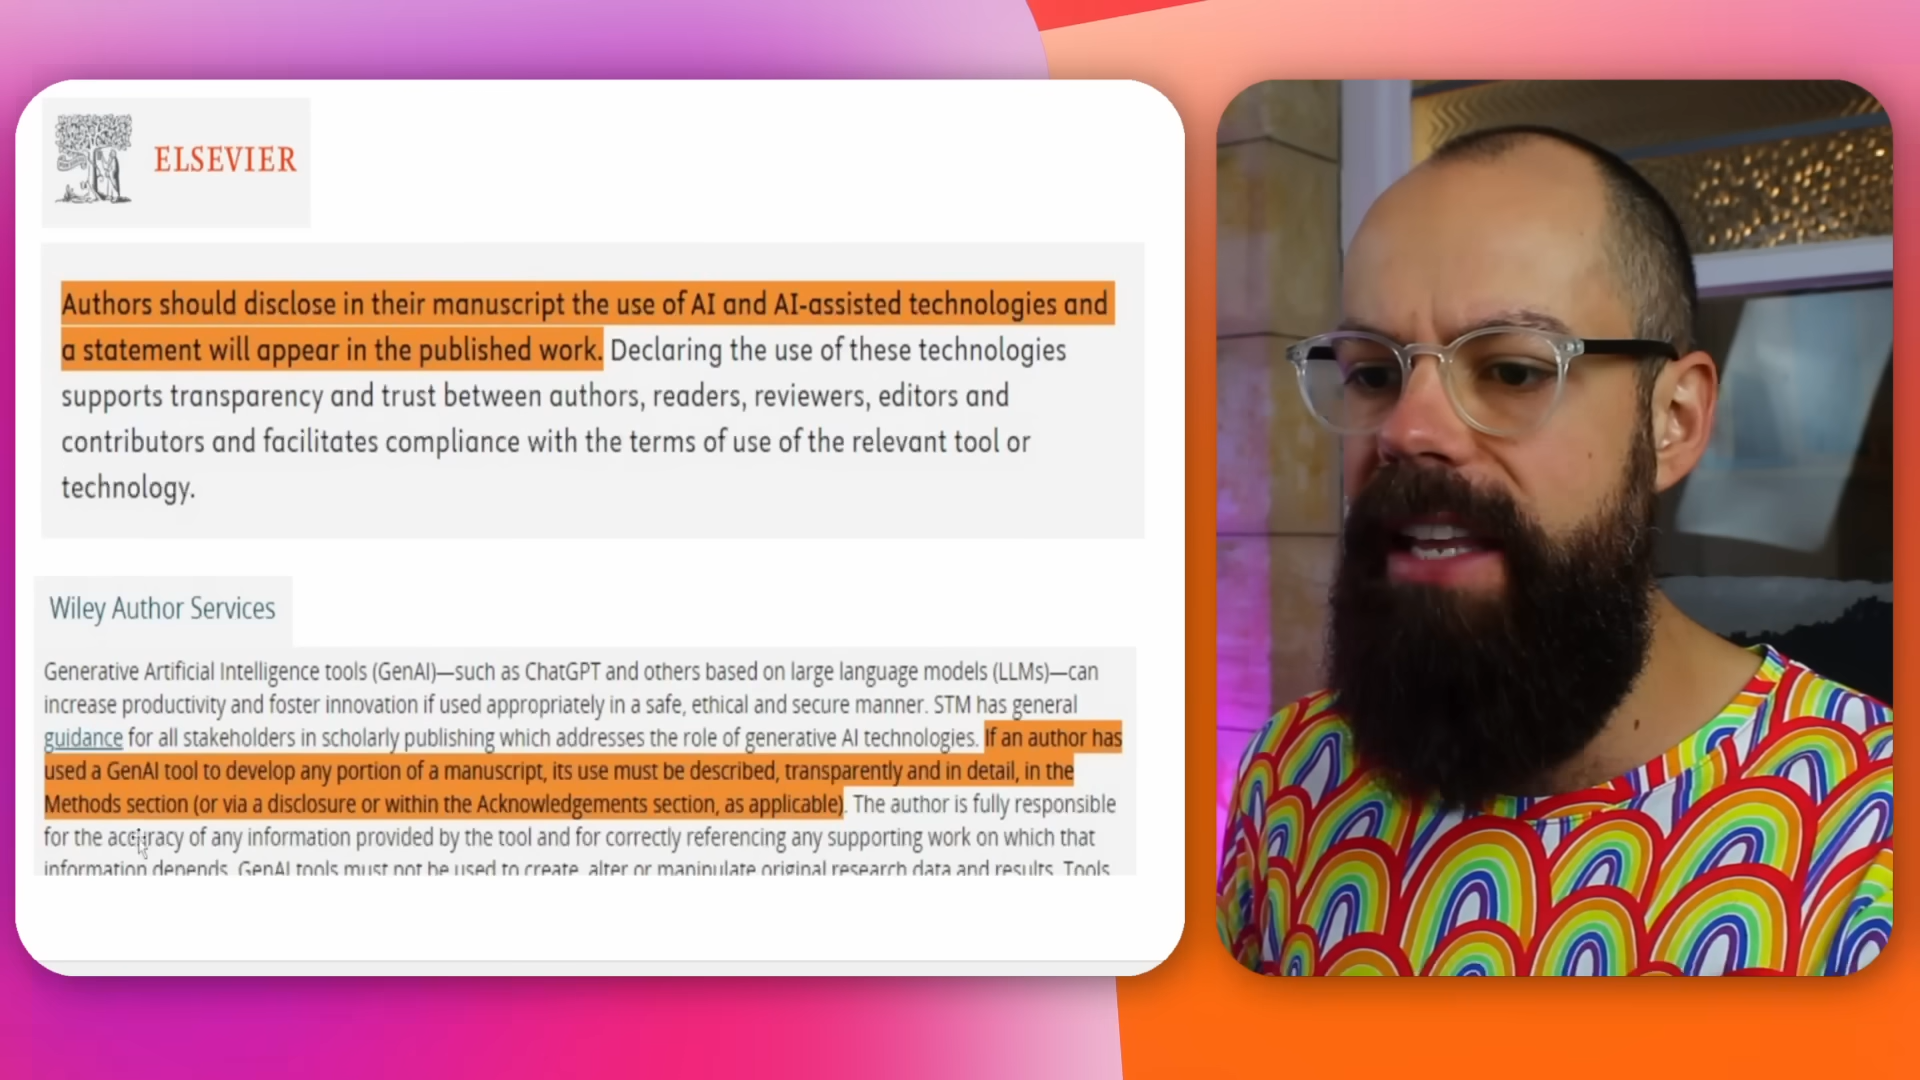 ELSEVIER
Authors should disclose in their manuscript the use of AI and AI-assisted technologies and
a statement will appear in the published work. Declaring the use of these technologies
supports transparency and trust between authors, readers, reviewers, editors and
contributors and facilitates compliance with the terms of use of the relevant tool or
technology.
Wiley Author Services
Generative Artificial Intelligence tools (GenAI)—such as ChatGPT and others based on large language models (LLMs)—can
increase productivity and foster innovation if used appropriately in a safe, ethical and secure manner. STM has general
guidance for all stakeholders in scholarly publishing which addresses the role of generative AI technologies. If an author has
used a GenAI tool to develop any portion of a manuscript, its use must be described, transparently and in detail, in the
Methods section (or via a disclosure or within the Acknowledgements section, as applicable). The author is fully responsible
for the accuracy of any information provided by the tool and for correctly referencing any supporting work on which that
information depends. GenAI tools must not be used to create, alter or manipulate original research data and results. Tools